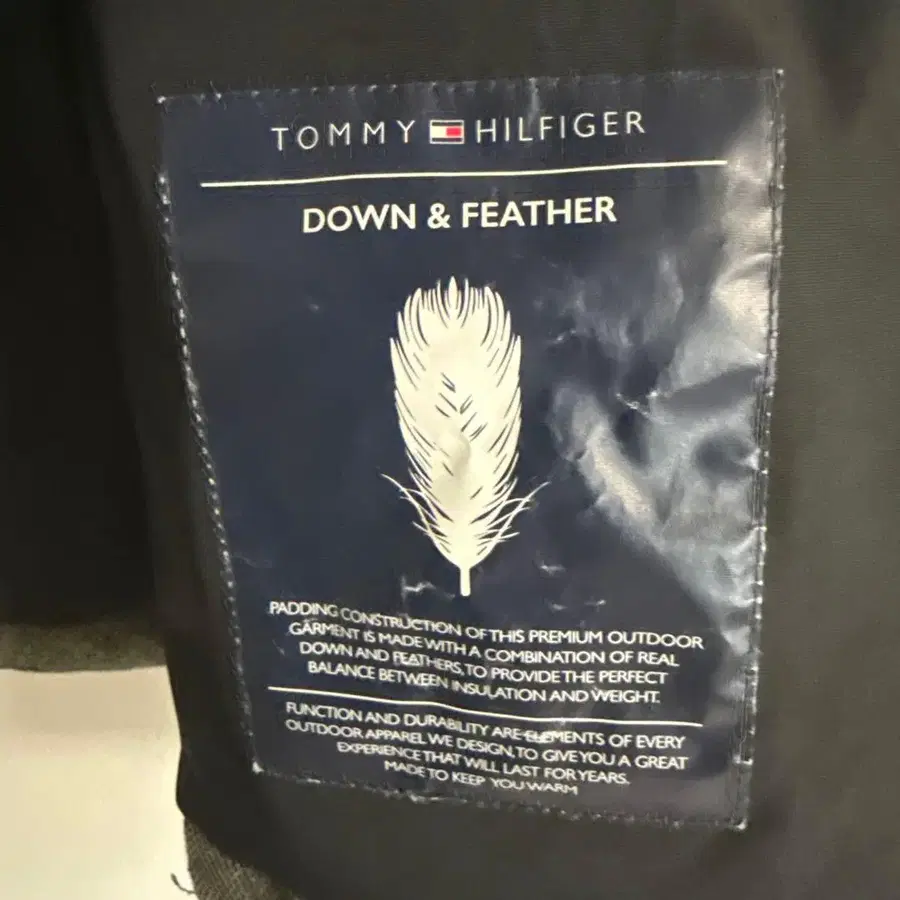 TOMMY HILFIGER
DOWN & FEATHER
PADDING CONSTRUCTION OF THIS PREMIUM OUTDOOR
GARMENT IS MADE WITH A COMBINATION OF REAL
DOWN AND FEATHERS, TO PROVIDE THE PERFECT
BALANCE BETWEEN INSULATION AND WEIGHT.
FUNCTION AND DURABILITY ARE ELEMENTS OF EVERY
OUTDOOR APPAREL WE DESIGN, TO GIVE YOU A GREAT
EXPERIENCE THAT WILL LAST FOR YEARS.
MADE TO KEEP YOU WARM